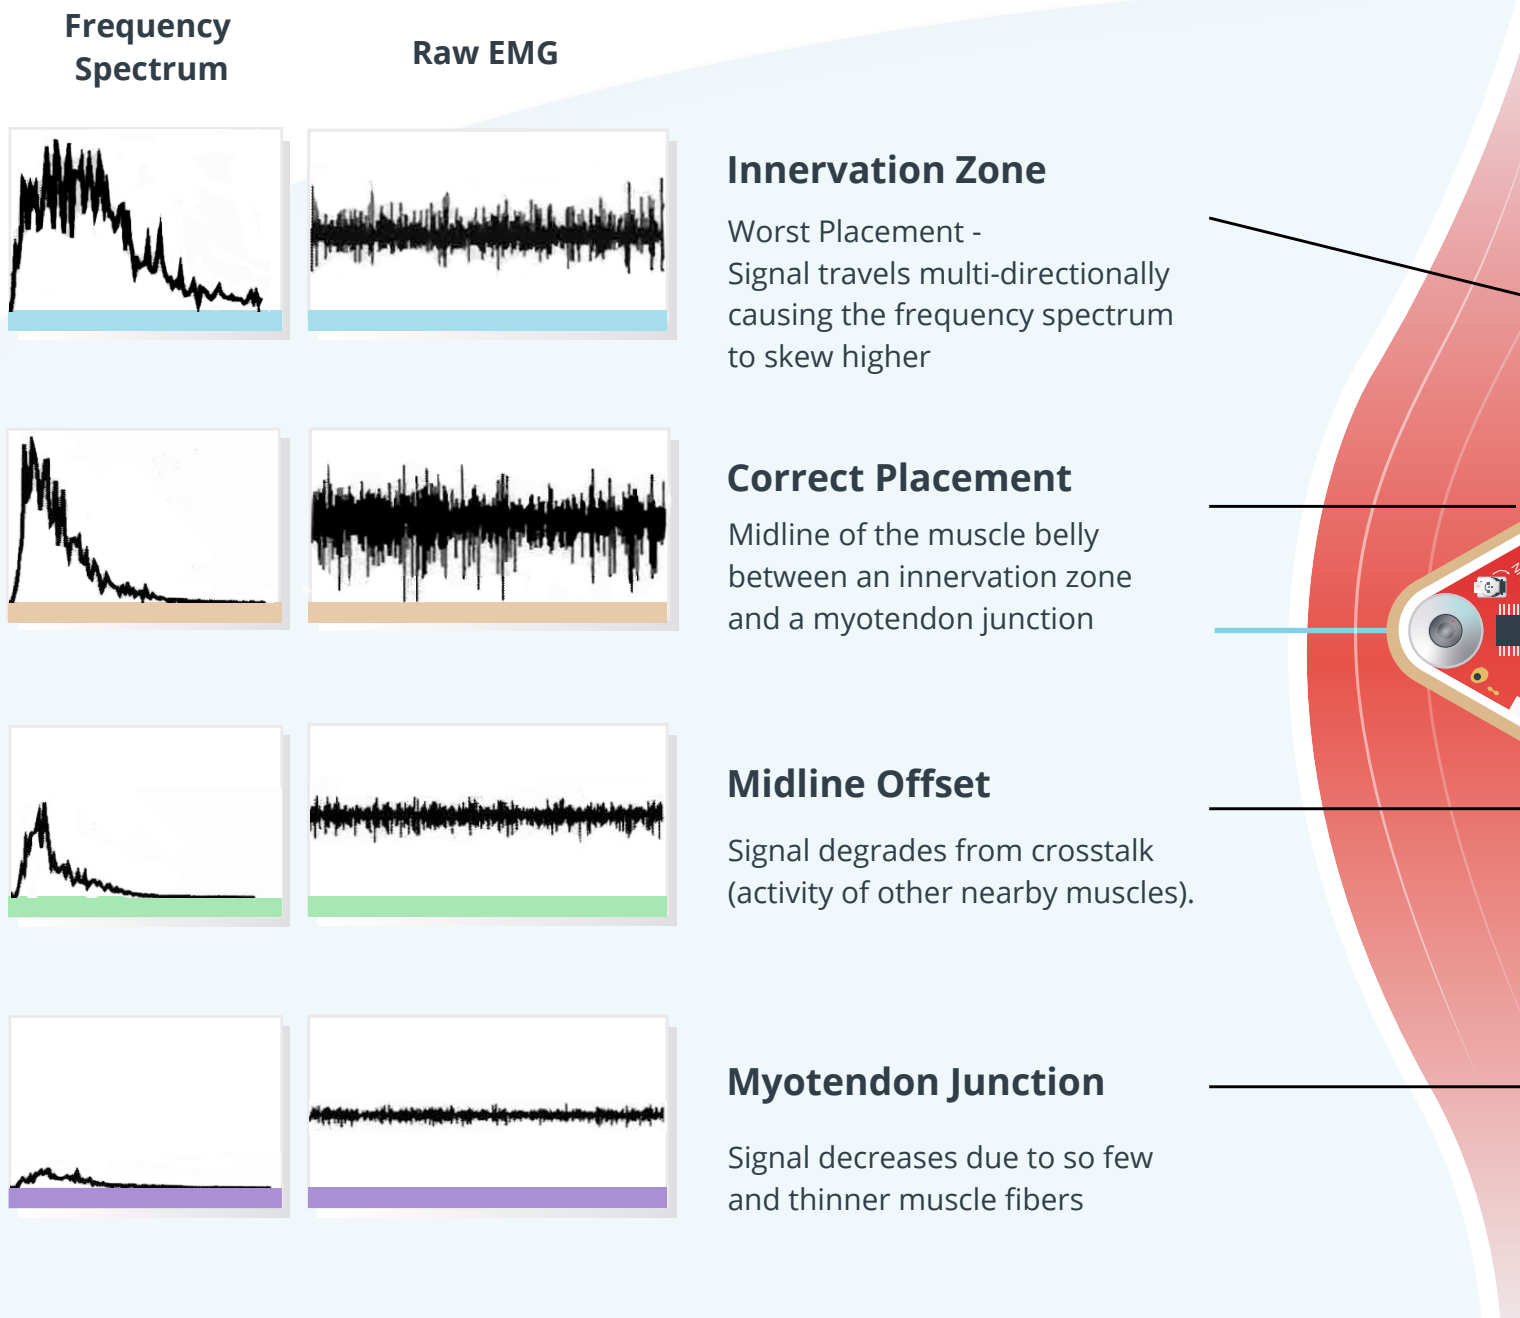 Frequency
Spectrum
Raw EMG
Innervation Zone
Worst Placement -
Signal travels multi-directionally
causing the frequency spectrum
to skew higher
Correct Placement
Midline of the muscle belly
between an innervation zone
and a myotendon junction
Midline Offset
Signal degrades from crosstalk
(activity of other nearby muscles).
Myotendon Junction
Signal decreases due to so few
and thinner muscle fibers